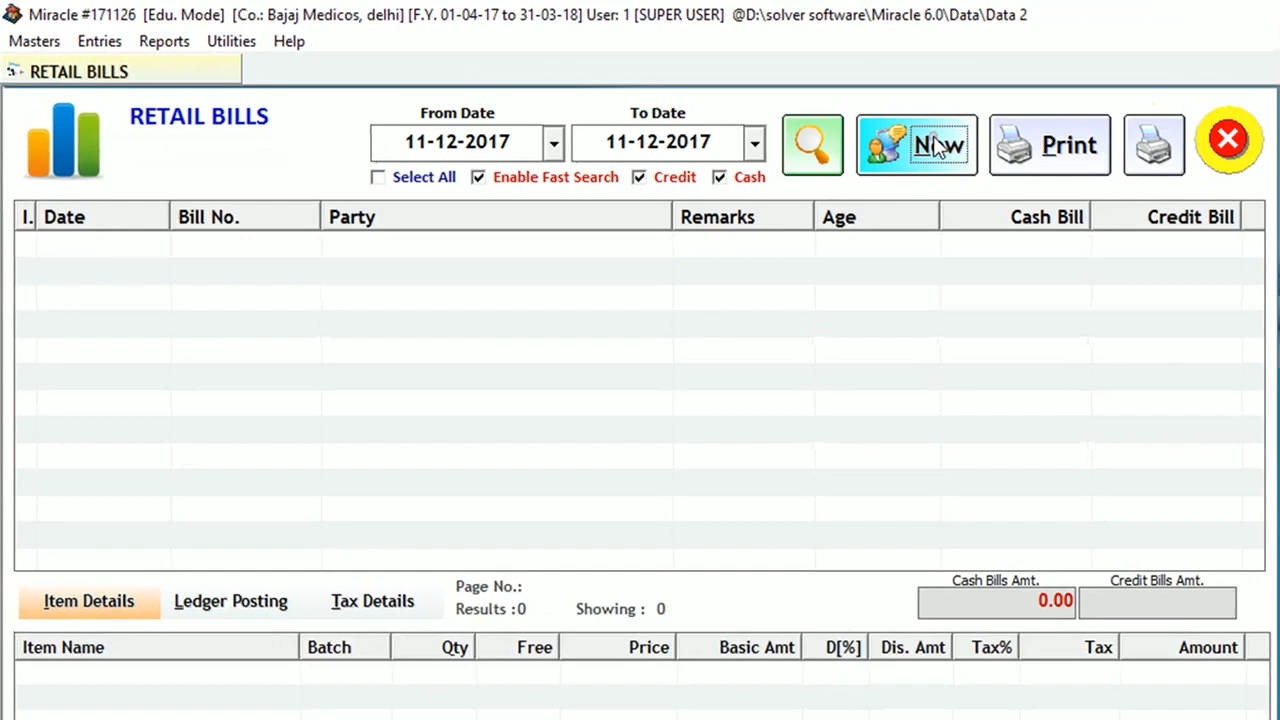 Miracle #171126 [Edu. Mode] [Co.: Bajaj Medicos, delhi] [F.Y. 01-04-17 to 31-03-18] User: 1 [SUPER USER] @D:\solver software\Miracle 6.0\Data\Data 2
Masters Entries Reports Utilities Help
RETAIL BILLS
RETAIL BILLS
From Date To Date
11-12-2017 11-12-2017 New Print
Select All Enable Fast Search Credit Cash
I. Date Bill No. Party Remarks Age Cash Bill Credit Bill
Item Details Ledger Posting Tax Details
Page No.:
Results :0 Showing : 0
Cash Bills Amt. Credit Bills Amt.
0.00
Item Name Batch Qty Free Price Basic Amt D[%] Dis. Amt Tax% Tax Amount